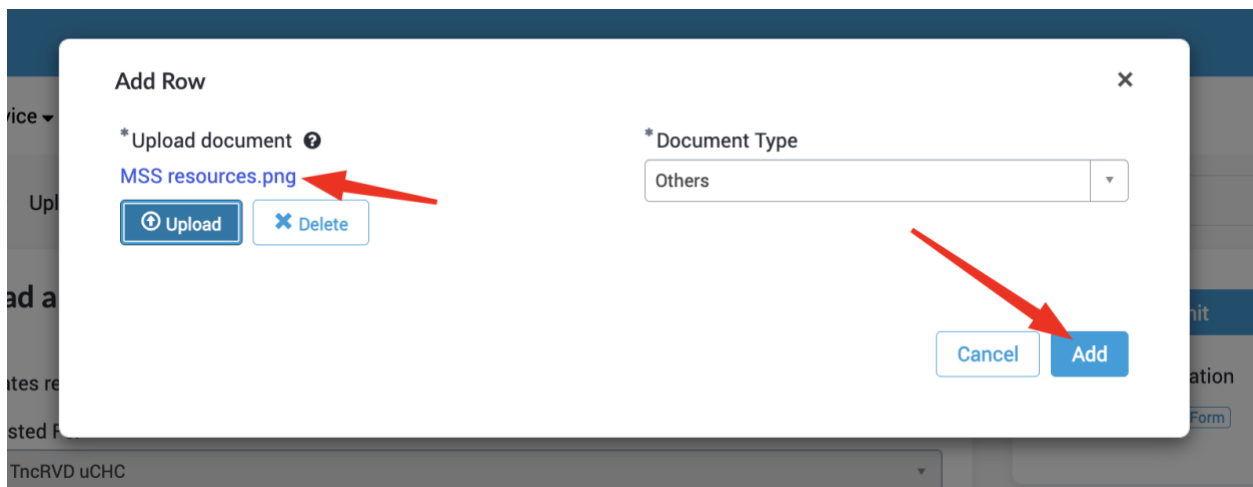 Add Row
×
vice
*Upload document
*Document Type
MSS resources.png
Others
Upl
Upload
Delete
ad a
nit
Cancel
Add
ates re
ation
sted F
Form
TncRVD uCHC